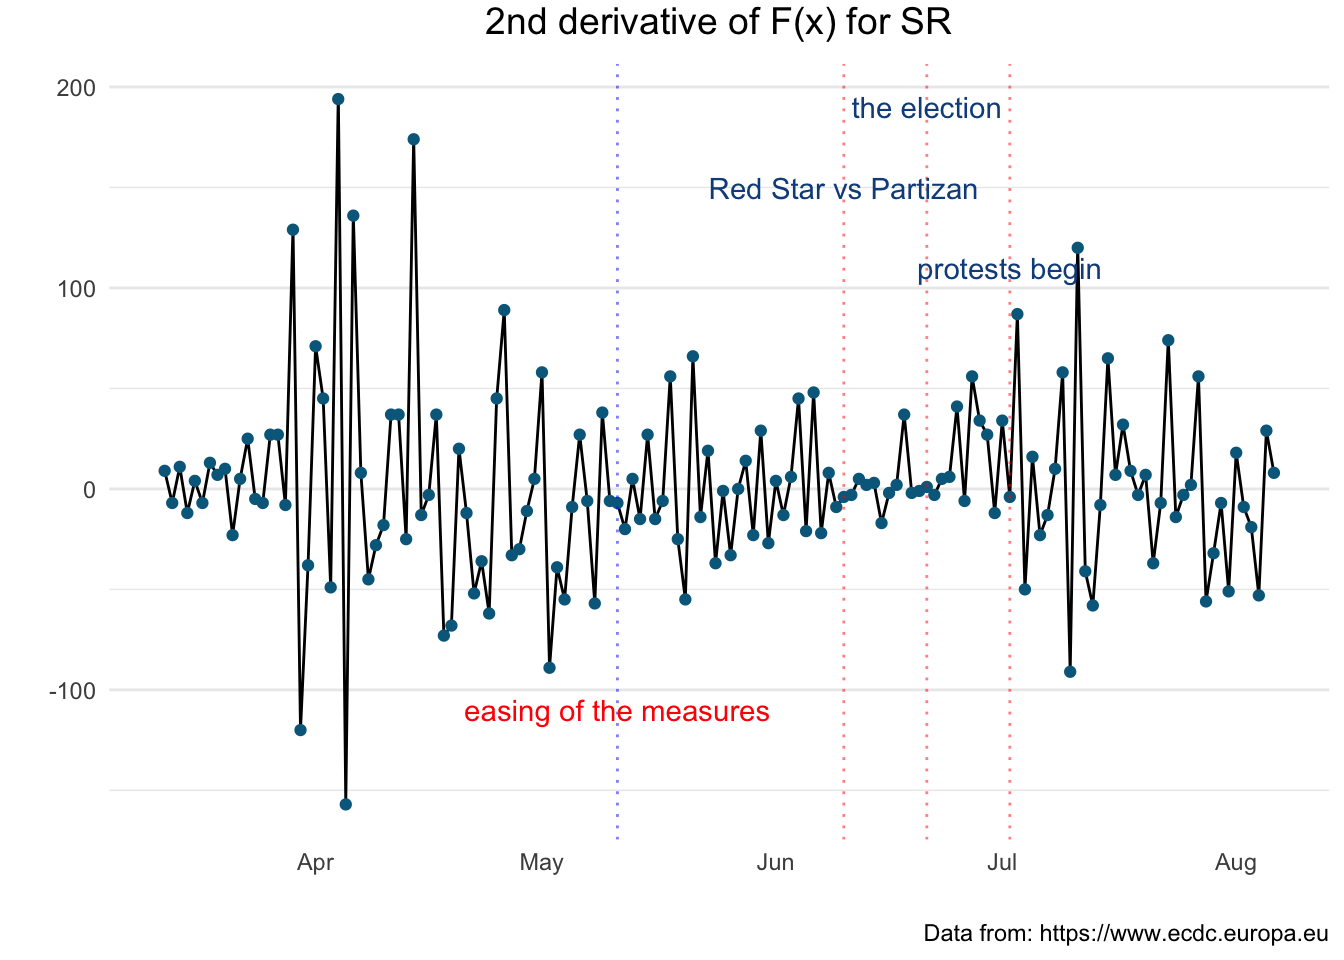 2nd derivative of F(x) for SR
200
the election
Red Star vs Partizan
protests begin
100
0
-100
easing of the measures
Apr
May
Jun
Jul
Aug
Data from: https://www.ecdc.europa.eu